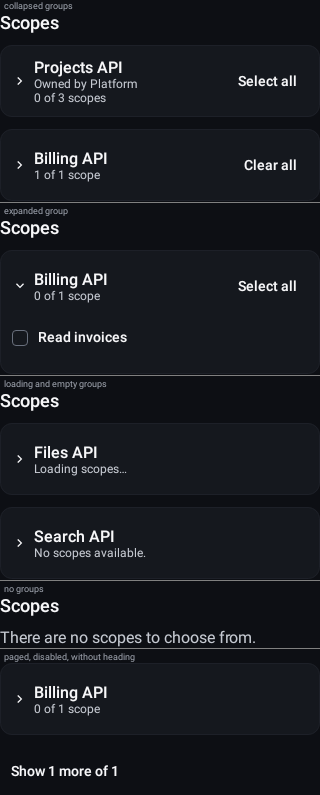 collapsed groups
Scopes
Projects API
Owned by Platform
0 of 3 scopes
Select all
Billing API
1 of 1 scope
Clear all
expanded group
Scopes
Billing API
0 of 1 scope
Select all
Read invoices
loading and empty groups
Scopes
Files API
Loading scopes…
Search API
No scopes available.
no groups
Scopes
There are no scopes to choose from.
paged, disabled, without heading
Billing API
0 of 1 scope
Show 1 more of 1